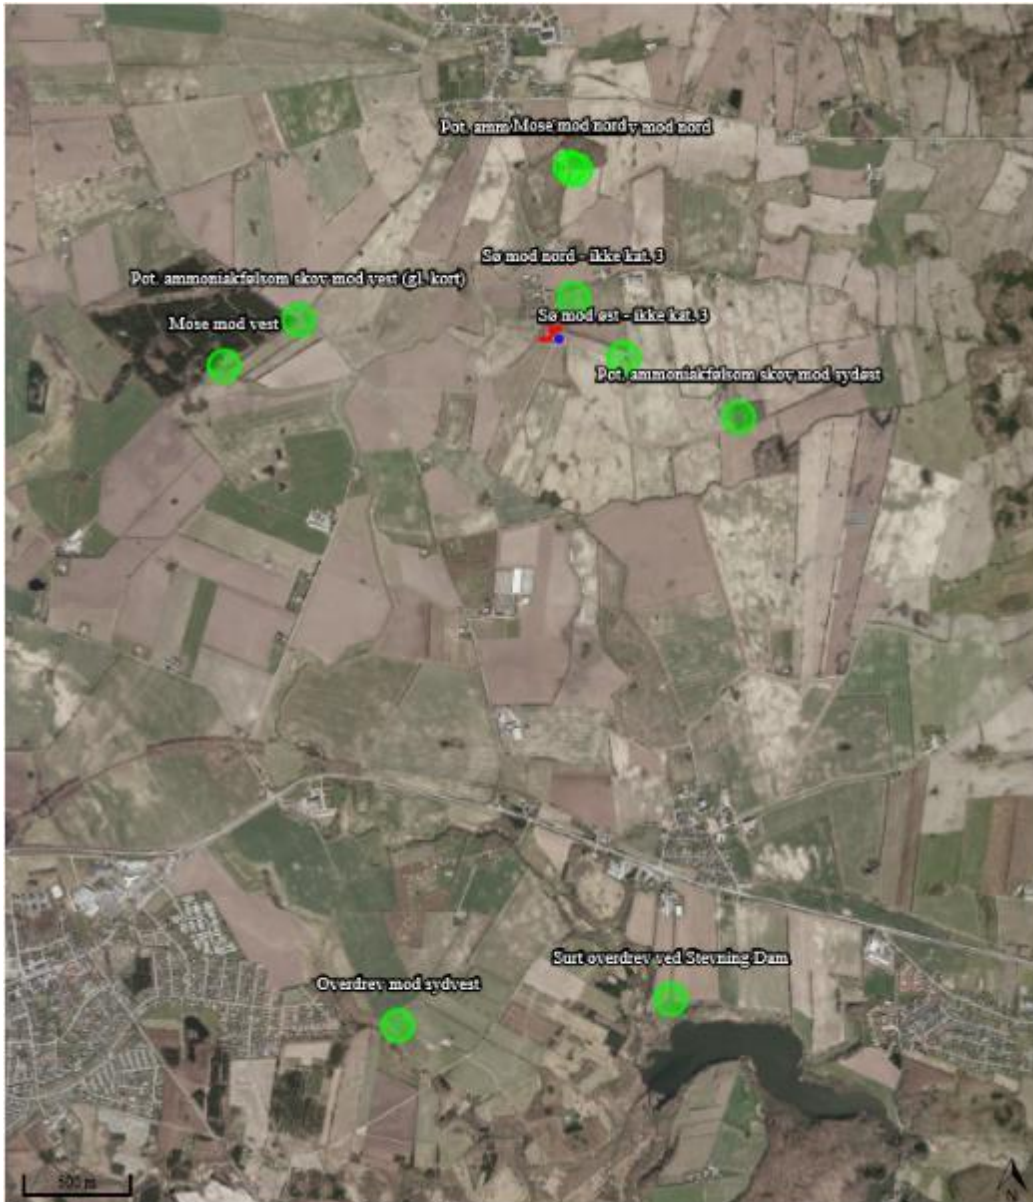 Pot. amm Mose mod nord v mod nord
Sø mod nord - ikke kat. 3
Pot. ammoniakfølsom skov mod vest (gl. kort)
Sø mod øst - ikke kat. 3
Mose mod vest
Pot. ammoniakfølsom skov mod sydøst
Surt overdrev ved Stevning Dam
Overdrev mod sydvest
500 m